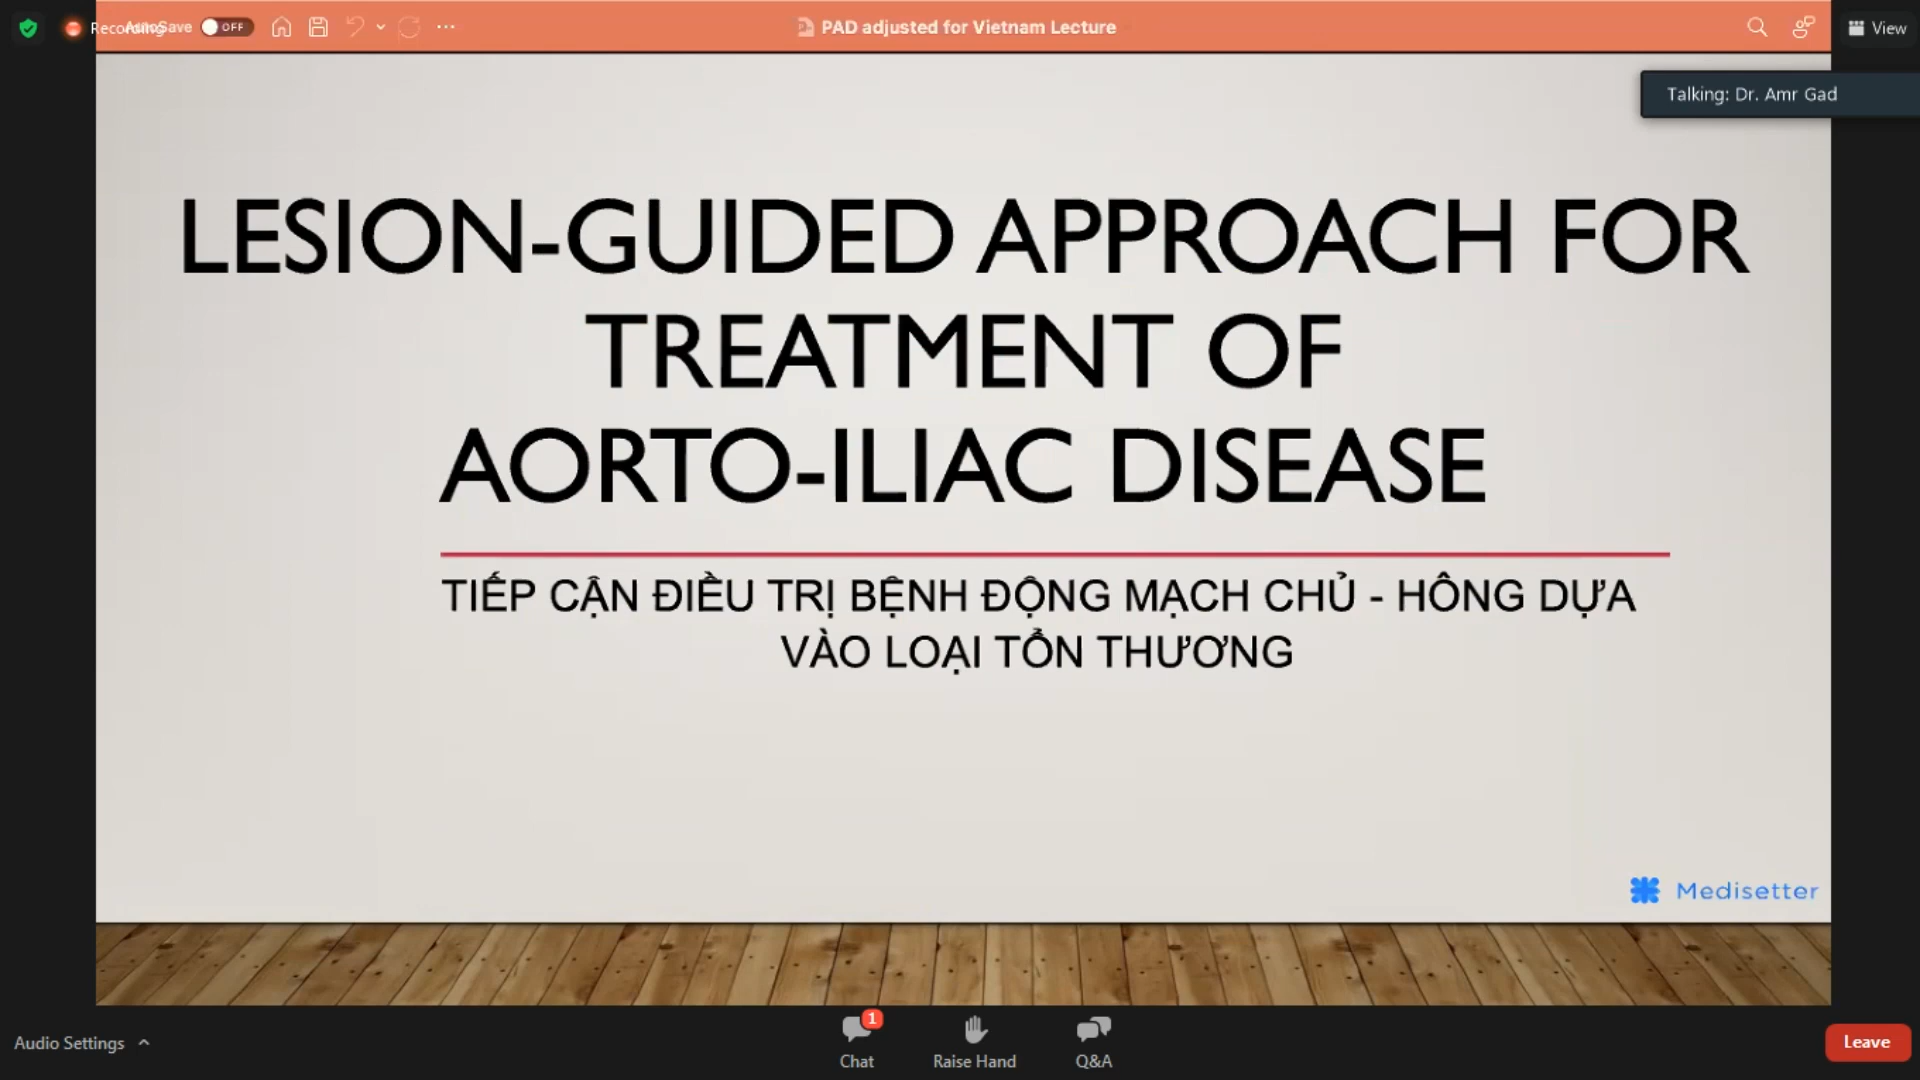 Recording
AutoSave
OFF
PAD adjusted for Vietnam Lecture
View
Talking: Dr. Amr Gad
LESION-GUIDED APPROACH FOR
TREATMENT OF
AORTO-ILIAC DISEASE
TIẾP CẬN ĐIỀU TRỊ BỆNH ĐỘNG MẠCH CHỦ - HÔNG DỰA
VÀO LOẠI TỔN THƯƠNG
Medisetter
Audio Settings
1
Chat
Raise Hand
Q&A
Leave